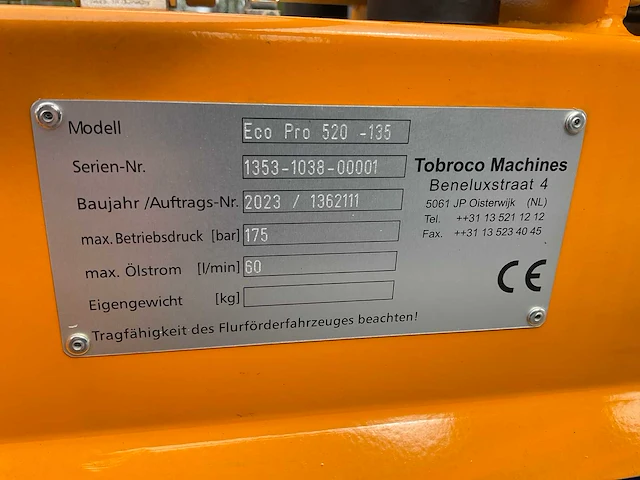 Modell Eco Pro 520 -135
Serien-Nr. 1353-1038-00001
Baujahr /Auftrags-Nr. 2023 / 1362111
max. Betriebsdruck [bar] 175
max. Ölstrom [l/min] 60
Eigengewicht [kg]
Tragfähigkeit des Flurförderfahrzeuges beachten!
Tobroco Machines
Beneluxstraat 4
5061 JP Oisterwijk (NL)
Tel. ++31 13 521 12 12
Fax. ++31 13 523 40 45
CE